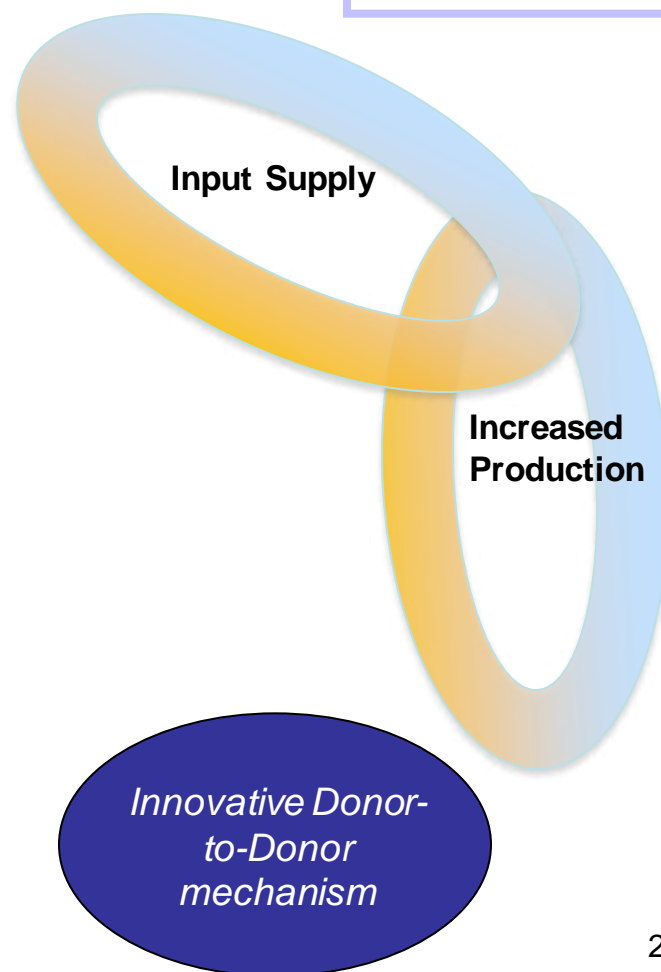 Input Supply
Increased
Production
Innovative Donor-
to-Donor
mechanism
2